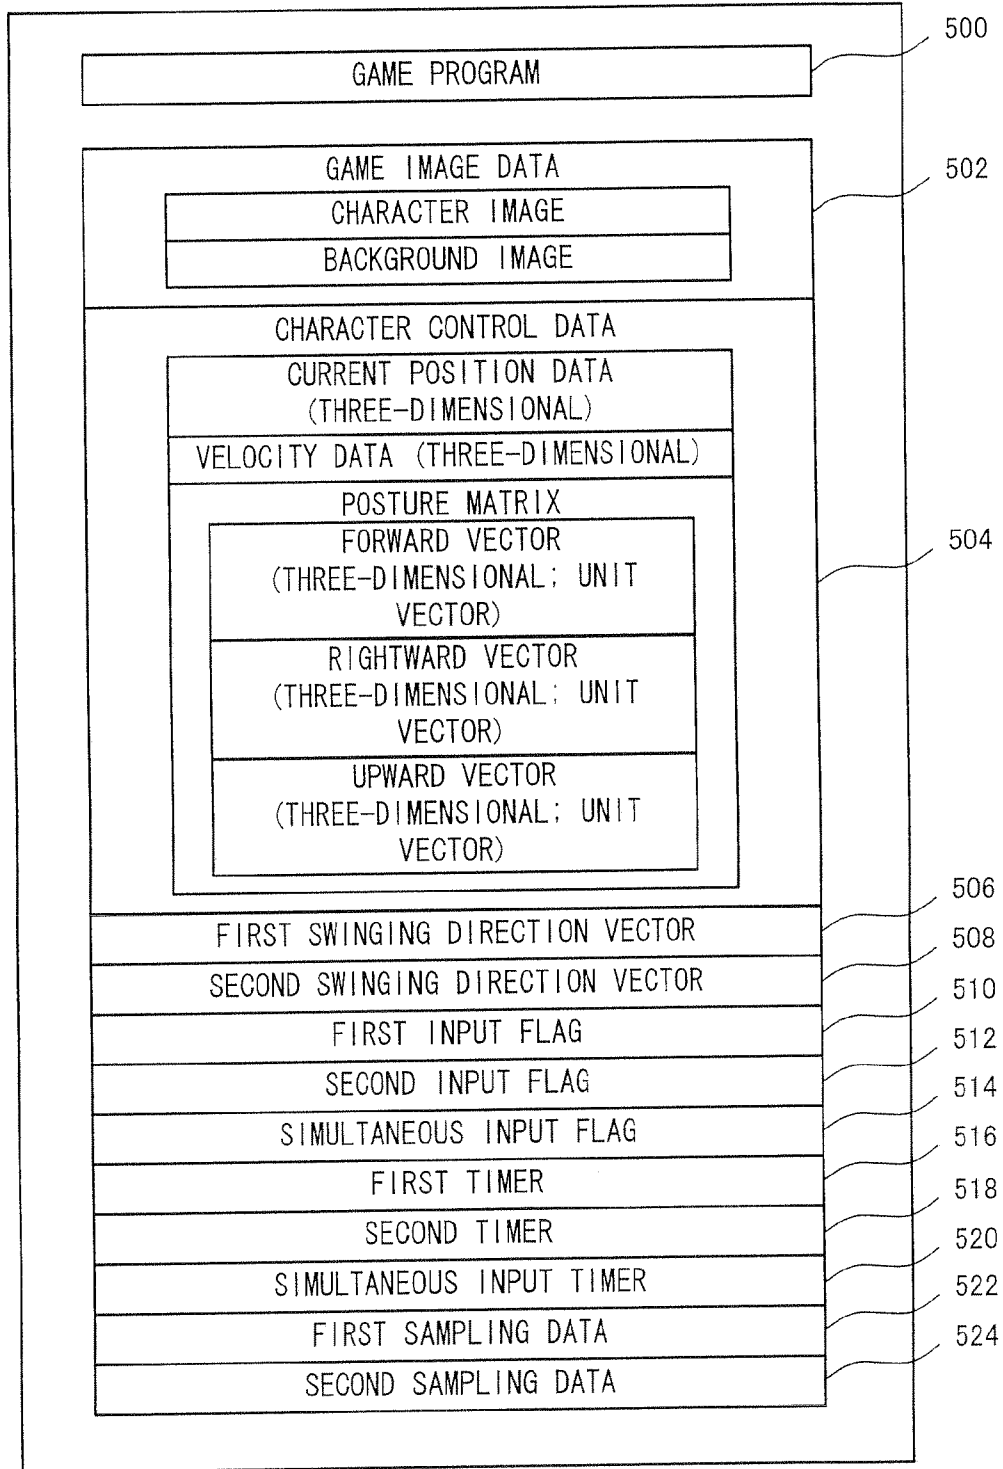 GAME PROGRAM
500
GAME IMAGE DATA
502
CHARACTER IMAGE
BACKGROUND IMAGE
CHARACTER CONTROL DATA
504
CURRENT POSITION DATA
(THREE-DIMENSIONAL)
VELOCITY DATA (THREE-DIMENSIONAL)
POSTURE MATRIX
FORWARD VECTOR
(THREE-DIMENSIONAL; UNIT
VECTOR)
RIGHTWARD VECTOR
(THREE-DIMENSIONAL; UNIT
VECTOR)
UPWARD VECTOR
(THREE-DIMENSIONAL; UNIT
VECTOR)
FIRST SWINGING DIRECTION VECTOR
506
SECOND SWINGING DIRECTION VECTOR
508
FIRST INPUT FLAG
510
SECOND INPUT FLAG
512
SIMULTANEOUS INPUT FLAG
514
FIRST TIMER
516
SECOND TIMER
518
SIMULTANEOUS INPUT TIMER
520
FIRST SAMPLING DATA
522
SECOND SAMPLING DATA
524